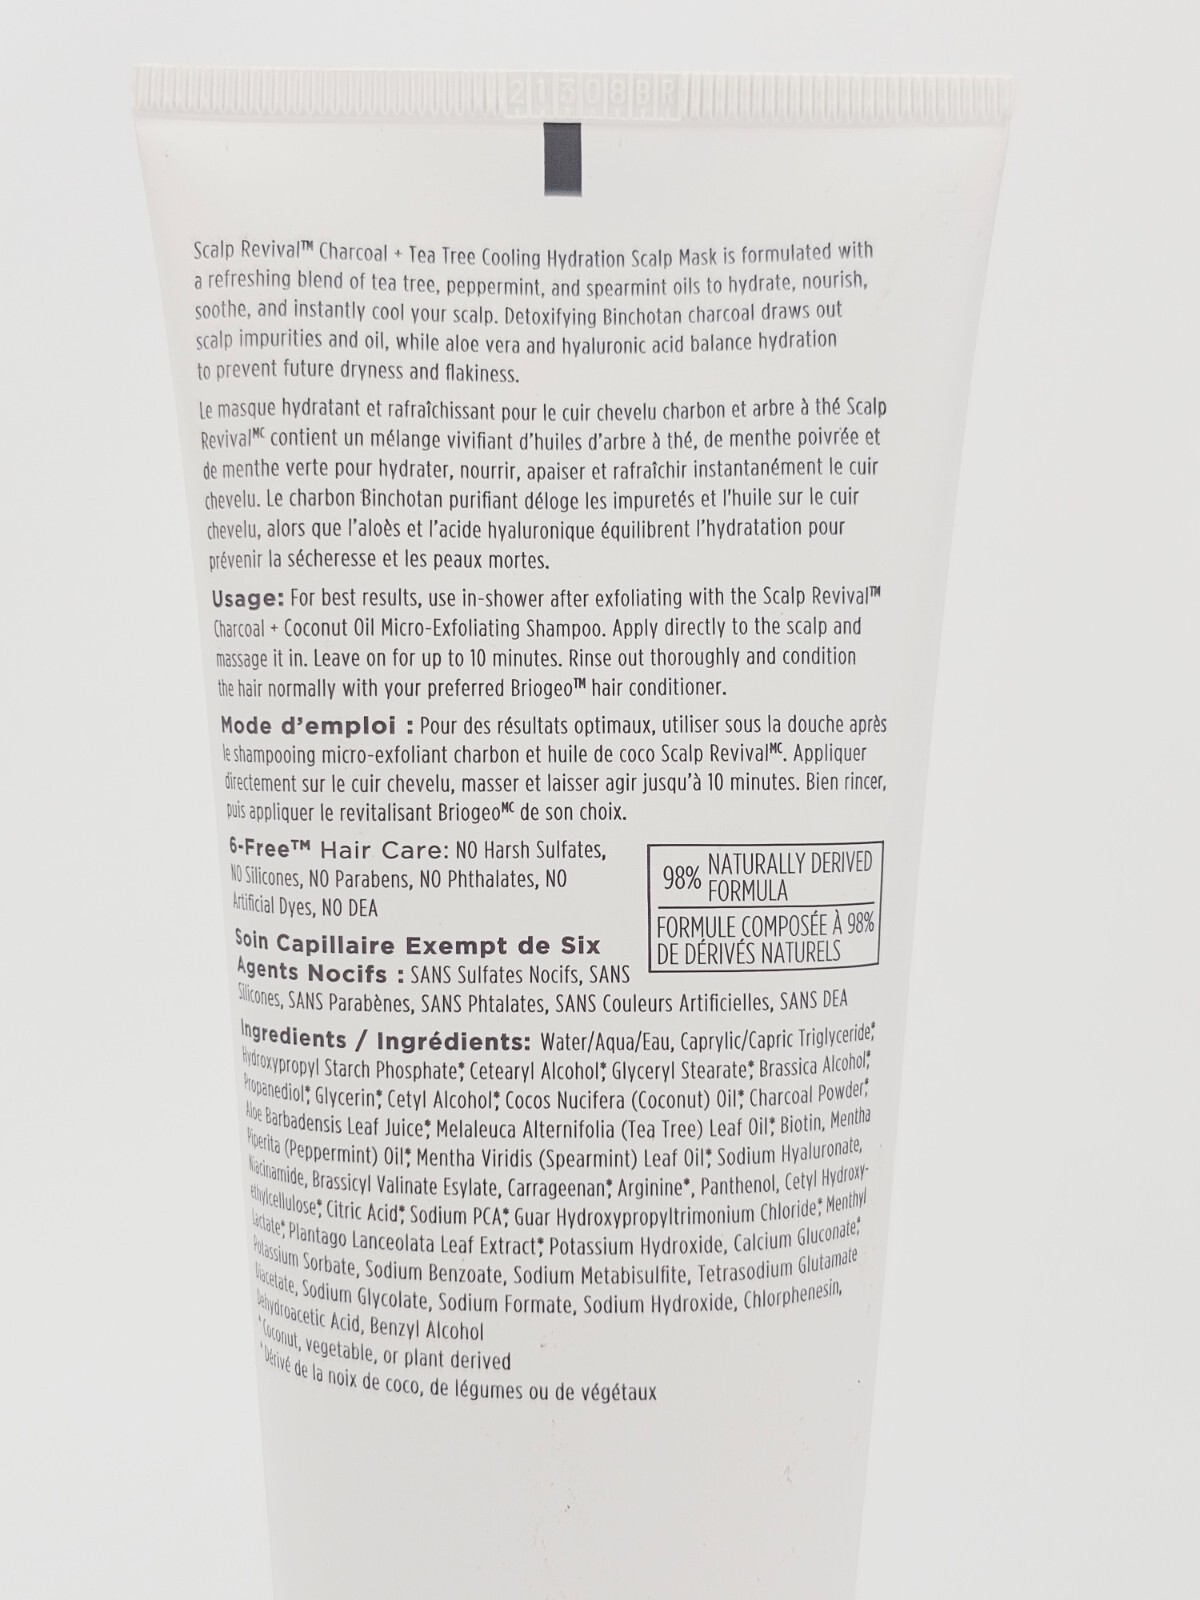 21308BR
Scalp Revival™ Charcoal + Tea Tree Cooling Hydration Scalp Mask is formulated with
a refreshing blend of tea tree, peppermint, and spearmint oils to hydrate, nourish,
soothe, and instantly cool your scalp. Detoxifying Binchotan charcoal draws out
scalp impurities and oil, while aloe vera and hyaluronic acid balance hydration
to prevent future dryness and flakiness.
Le masque hydratant et rafraîchissant pour le cuir chevelu charbon et arbre à thé Scalp
Revivalᴹᶜ contient un mélange vivifiant d'huiles d'arbre à thé, de menthe poivrée et
de menthe verte pour hydrater, nourrir, apaiser et rafraîchir instantanément le cuir
chevelu. Le charbon Binchotan purifiant déloge les impuretés et l'huile sur le cuir
chevelu, alors que l'aloès et l'acide hyaluronique équilibrent l'hydratation pour
prévenir la sécheresse et les peaux mortes.
Usage: For best results, use in-shower after exfoliating with the Scalp Revival™
Charcoal + Coconut Oil Micro-Exfoliating Shampoo. Apply directly to the scalp and
massage it in. Leave on for up to 10 minutes. Rinse out thoroughly and condition
the hair normally with your preferred Briogeo™ hair conditioner.
Mode d'emploi : Pour des résultats optimaux, utiliser sous la douche après
le shampooing micro-exfoliant charbon et huile de coco Scalp Revivalᴹᶜ. Appliquer
directement sur le cuir chevelu, masser et laisser agir jusqu'à 10 minutes. Bien rincer,
puis appliquer le revitalisant Briogeoᴹᶜ de son choix.
6-Free™ Hair Care: NO Harsh Sulfates,
NO Silicones, NO Parabens, NO Phthalates, NO
Artificial Dyes, NO DEA
98% NATURALLY DERIVED
FORMULA
FORMULE COMPOSÉE À 98%
DE DÉRIVÉS NATURELS
Soin Capillaire Exempt de Six
Agents Nocifs : SANS Sulfates Nocifs, SANS
Silicones, SANS Parabènes, SANS Phtalates, SANS Couleurs Artificielles, SANS DEA
Ingredients / Ingrédients: Water/Aqua/Eau, Caprylic/Capric Triglyceride*,
Hydroxypropyl Starch Phosphate*, Cetearyl Alcohol*, Glyceryl Stearate*, Brassica Alcohol*,
Propanediol*, Glycerin*, Cetyl Alcohol*, Cocos Nucifera (Coconut) Oil*, Charcoal Powder*,
Aloe Barbadensis Leaf Juice*, Melaleuca Alternifolia (Tea Tree) Leaf Oil*, Biotin, Mentha
Piperita (Peppermint) Oil*, Mentha Viridis (Spearmint) Leaf Oil*, Sodium Hyaluronate,
Niacinamide, Brassicyl Valinate Esylate, Carrageenan*, Arginine*, Panthenol, Cetyl Hydroxy-
ethylcellulose*, Citric Acid*, Sodium PCA*, Guar Hydroxypropyltrimonium Chloride*, Menthyl
Lactate*, Plantago Lanceolata Leaf Extract*, Potassium Hydroxide, Calcium Gluconate*,
Potassium Sorbate, Sodium Benzoate, Sodium Metabisulfite, Tetrasodium Glutamate
Diacetate, Sodium Glycolate, Sodium Formate, Sodium Hydroxide, Chlorphenesin,
Dehydroacetic Acid, Benzyl Alcohol
*Coconut, vegetable, or plant derived
*Dérivé de la noix de coco, de légumes ou de végétaux